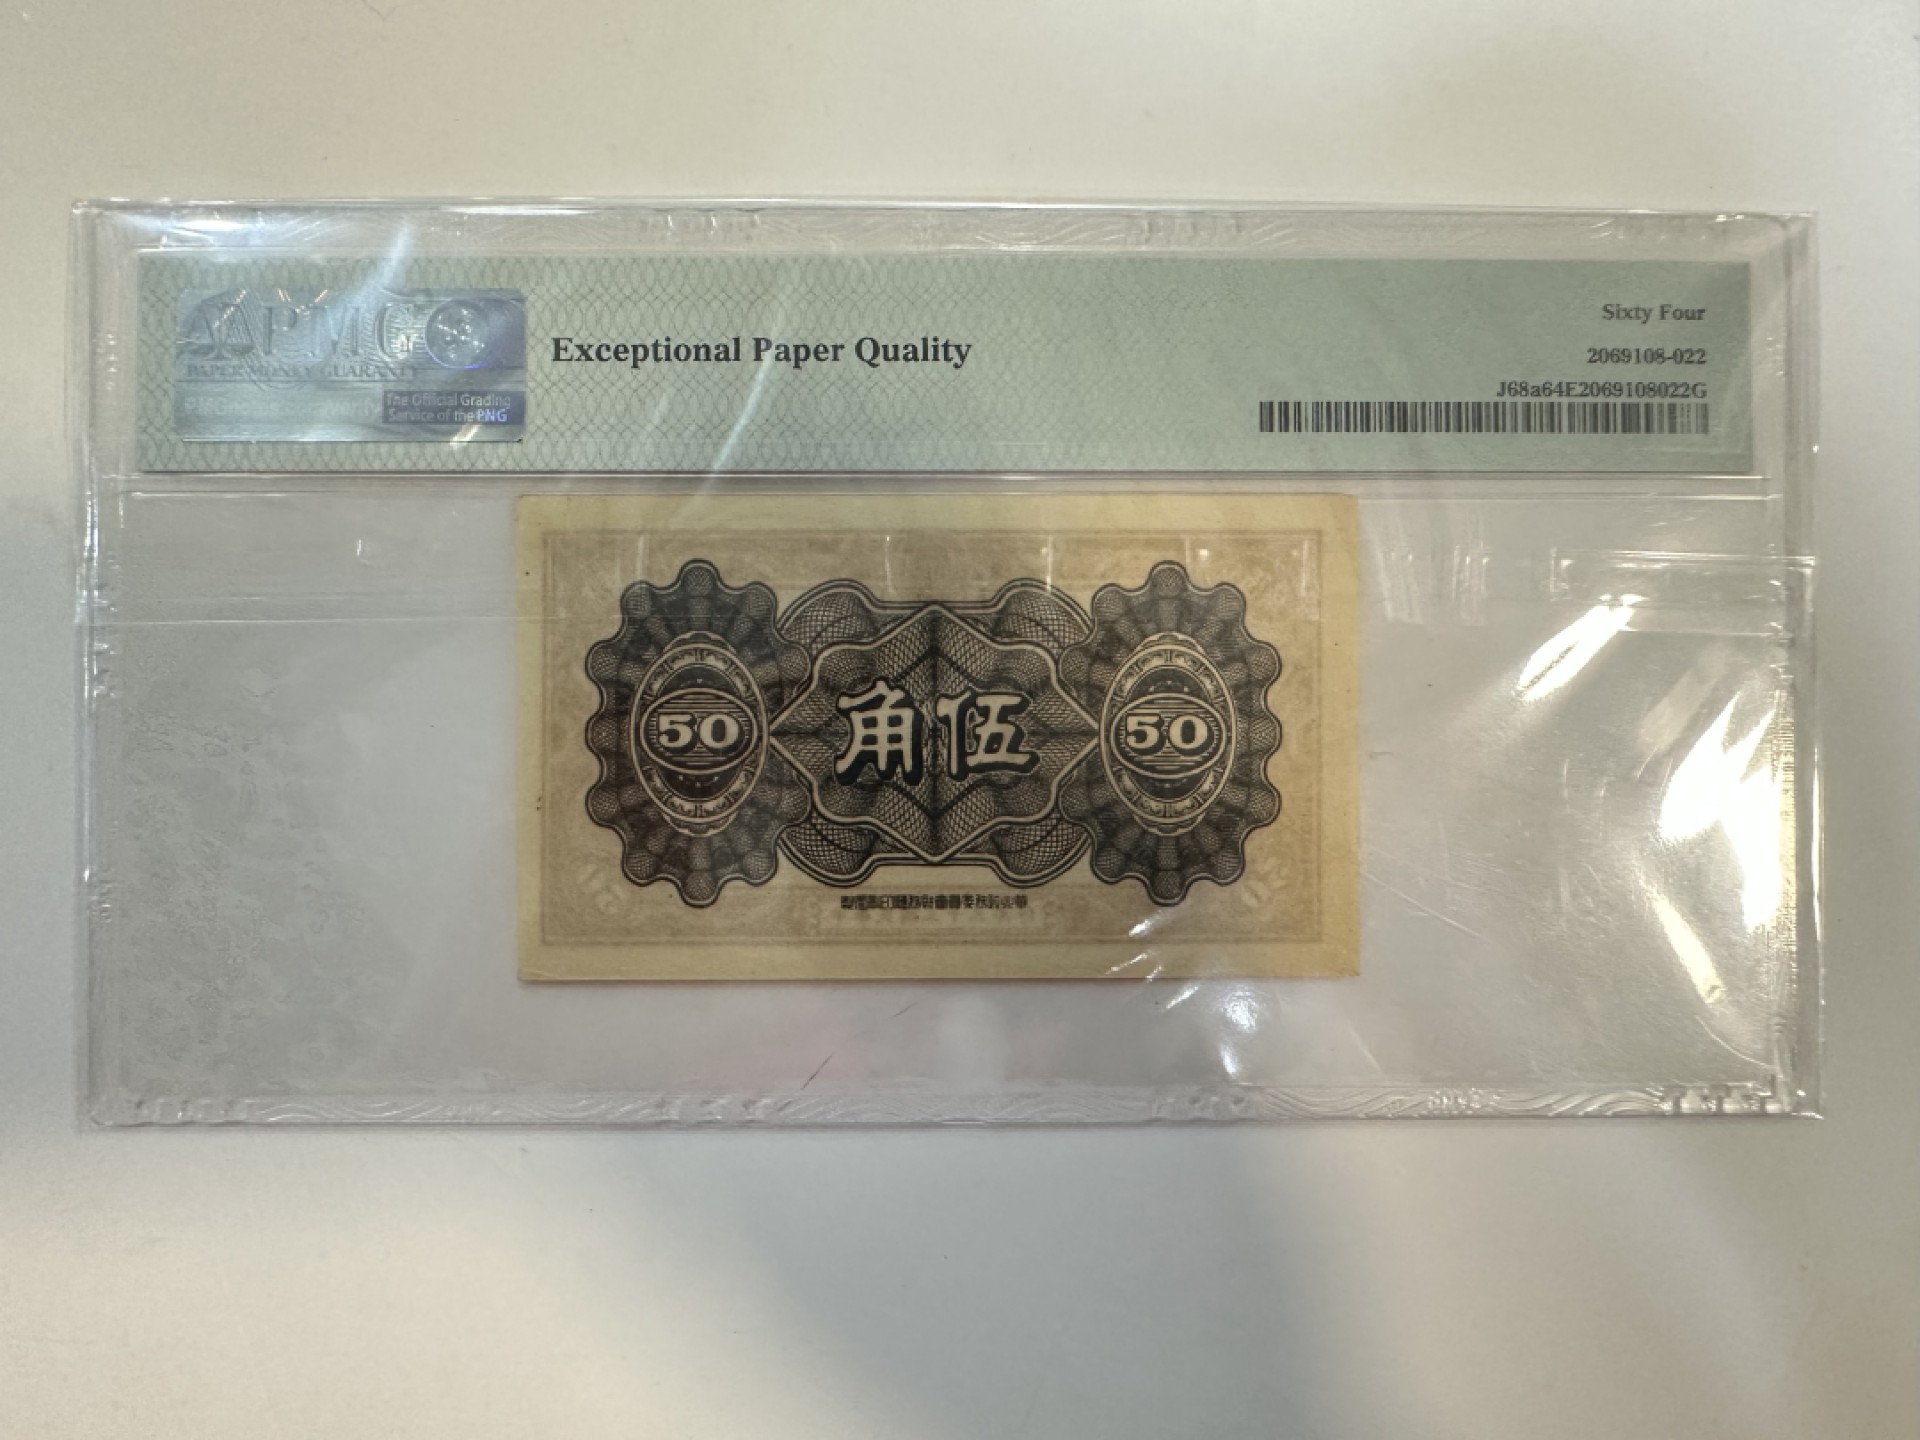 PMG
PAPER MONEY GUARANTY
The Official Grading
Service of the PNG
Exceptional Paper Quality
Sixty Four
2069108-022
J68a64E2069108022G
50
角伍
50